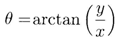 θ = arctan(y/x)